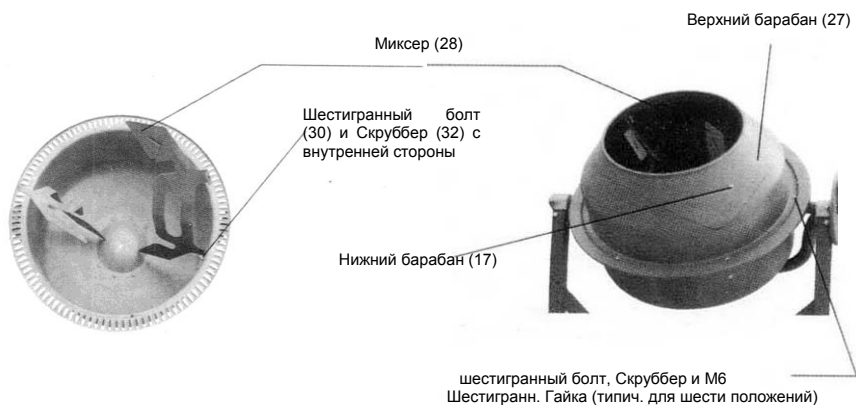 Верхний барабан (27)
Миксер (28)
Шестигранный болт
(30) и Скруббер (32) с
внутренней стороны
Нижний барабан (17)
шестигранный болт, Скруббер и М6
Шестигранн. Гайка (типич. для шести положений)